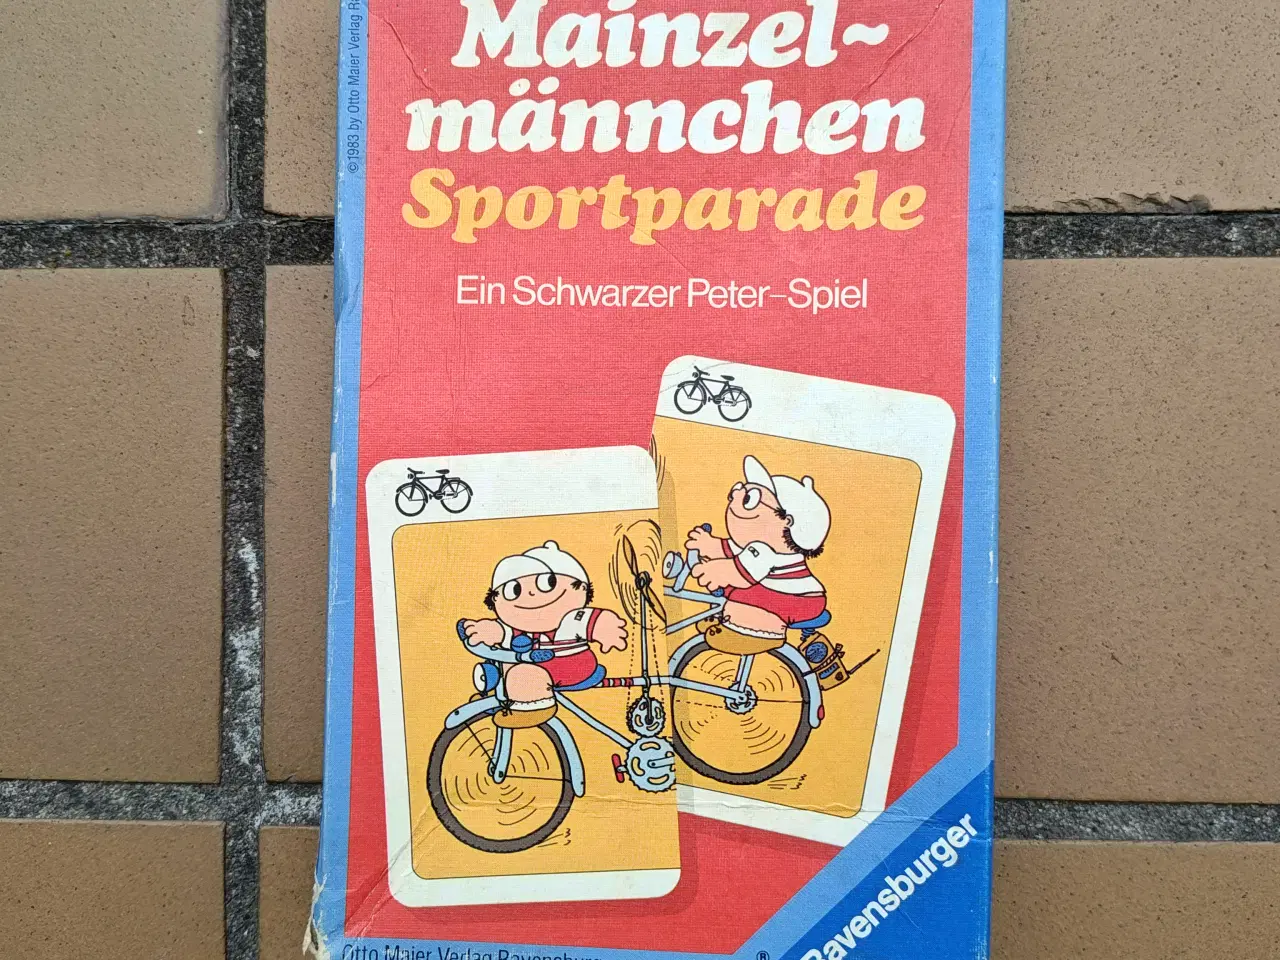 Mainzel~
männchen
Sportparade
Ein Schwarzer Peter-Spiel
©1983 by Otto Maier Verlag
Ravensburger
Otto Maier Verlag
®